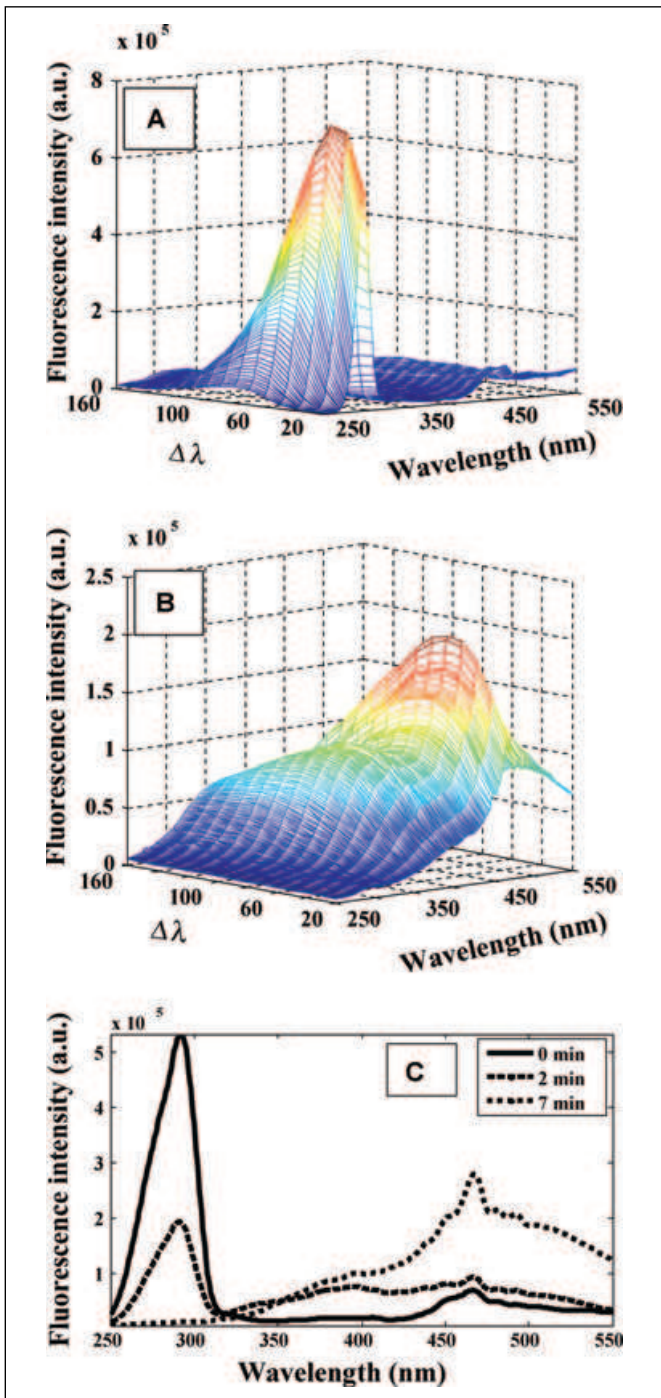 x 10^5
Fluorescence intensity (a.u.)
A
8
6
4
2
0
160
100
60
20
Δλ
250
350
450
550
Wavelength (nm)
x 10^5
Fluorescence intensity (a.u.)
B
2.5
2
1.5
1
0.5
0
160
100
60
20
Δλ
250
350
450
550
Wavelength (nm)
x 10^5
Fluorescence intensity (a.u.)
C
0 min
2 min
7 min
5
4
3
2
1
250
300
350
400
450
500
550
Wavelength (nm)